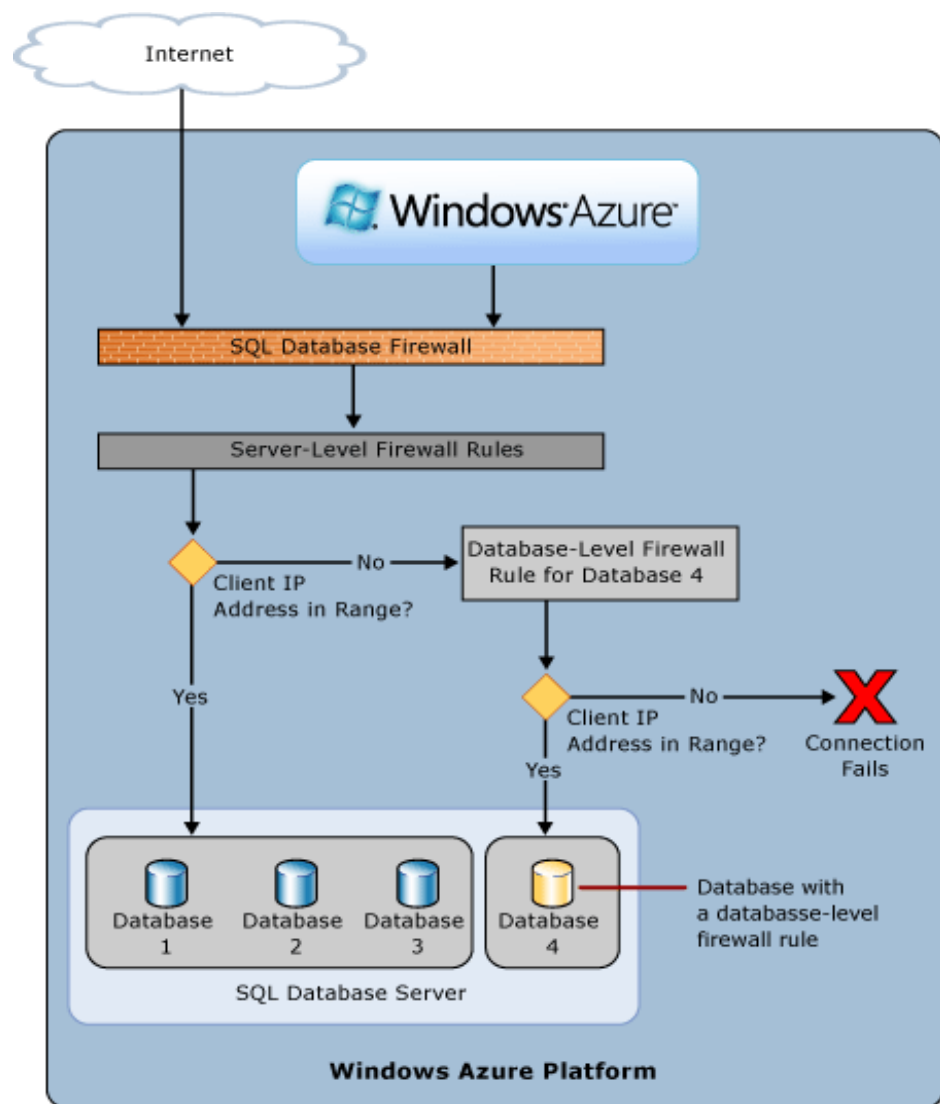 Internet
Windows Azure
SQL Database Firewall
Server-Level Firewall Rules
Client IP
Address in Range?
No
Database-Level Firewall
Rule for Database 4
Yes
Client IP
Address in Range?
No
Connection
Fails
Yes
Database
1
Database
2
Database
3
Database
4
Database with
a databasse-level
firewall rule
SQL Database Server
Windows Azure Platform